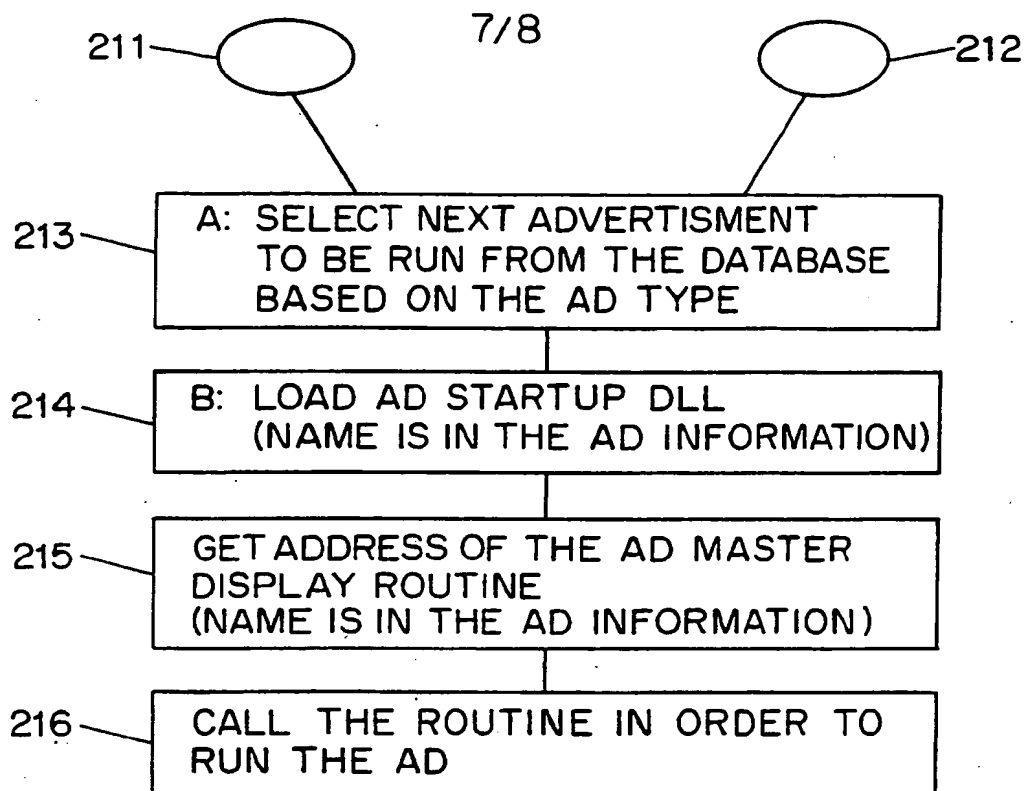 7/8
211
212
213
A: SELECT NEXT ADVERTISMENT
TO BE RUN FROM THE DATABASE
BASED ON THE AD TYPE
214
B: LOAD AD STARTUP DLL
(NAME IS IN THE AD INFORMATION)
215
GET ADDRESS OF THE AD MASTER
DISPLAY ROUTINE
(NAME IS IN THE AD INFORMATION)
216
CALL THE ROUTINE IN ORDER TO
RUN THE AD